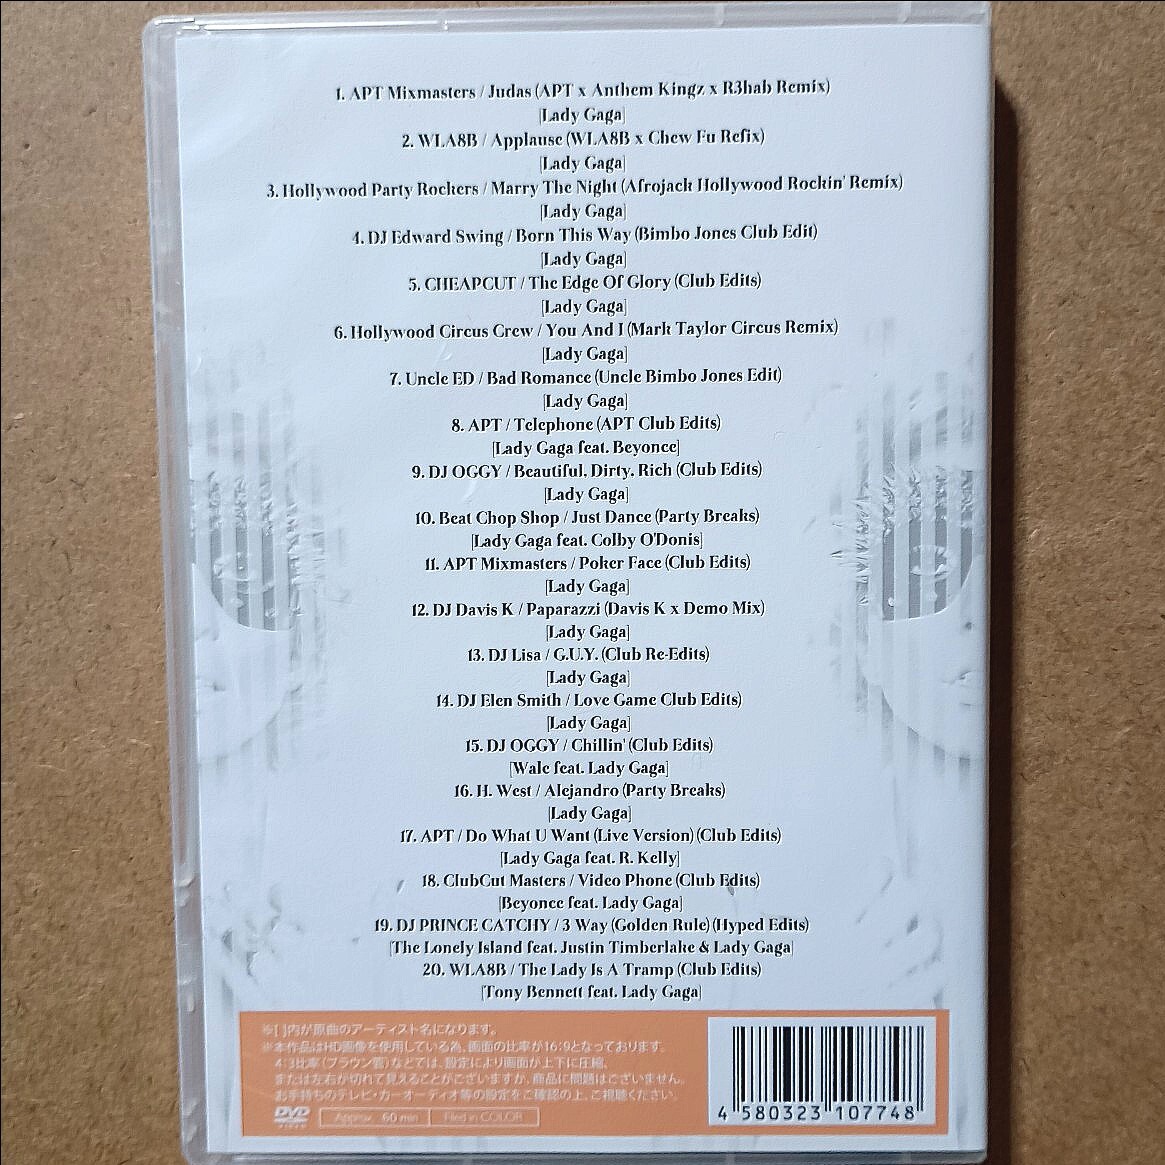 1. APT Mixmasters / Judas (APT x Anthem Kingz x R3hab Remix)
[Lady Gaga]
2. WLA8B / Applause (WLA8B x Chew Fu Refix)
[Lady Gaga]
3. Hollywood Party Rockers / Marry The Night (Afrojack Hollywood Rockin' Remix)
[Lady Gaga]
4. DJ Edward Swing / Born This Way (Bimbo Jones Club Edit)
[Lady Gaga]
5. CHEAPCUT / The Edge Of Glory (Club Edits)
[Lady Gaga]
6. Hollywood Circus Crew / You And I (Mark Taylor Circus Remix)
[Lady Gaga]
7. Uncle ED / Bad Romance (Uncle Bimbo Jones Edit)
[Lady Gaga]
8. APT / Telephone (APT Club Edits)
[Lady Gaga feat. Beyonce]
9. DJ OGGY / Beautiful, Dirty, Rich (Club Edits)
[Lady Gaga]
10. Beat Chop Shop / Just Dance (Party Breaks)
[Lady Gaga feat. Colby O'Donis]
11. APT Mixmasters / Poker Face (Club Edits)
[Lady Gaga]
12. DJ Davis K / Paparazzi (Davis K x Demo Mix)
[Lady Gaga]
13. DJ Lisa / G.U.Y. (Club Re-Edits)
[Lady Gaga]
14. DJ Elen Smith / Love Game Club Edits)
[Lady Gaga]
15. DJ OGGY / Chillin' (Club Edits)
[Wale feat. Lady Gaga]
16. H. West / Alejandro (Party Breaks)
[Lady Gaga]
17. APT / Do What U Want (Live Version) (Club Edits)
[Lady Gaga feat. R. Kelly]
18. ClubCut Masters / Video Phone (Club Edits)
[Beyonce feat. Lady Gaga]
19. DJ PRINCE CATCHY / 3 Way (Golden Rule) (Hyped Edits)
[The Lonely Island feat. Justin Timberlake & Lady Gaga]
20. WLA8B / The Lady Is A Tramp (Club Edits)
[Tony Bennett feat. Lady Gaga]
※[ ]内が原曲のアーティスト名になります。
※本作品はHD画像を使用している為、画面の比率が16:9となっております。
4:3比率(ブラウン管)などでは、設定により画面が上下に圧縮、
または左右が切れて見えることがございますが、商品に問題はございません。
お手持ちのテレビ・カーオーディオ等の設定をご確認の上、ご視聴ください。
DVD VIDEO Approx. 60 min Filed in COLOR
4 580323 107748